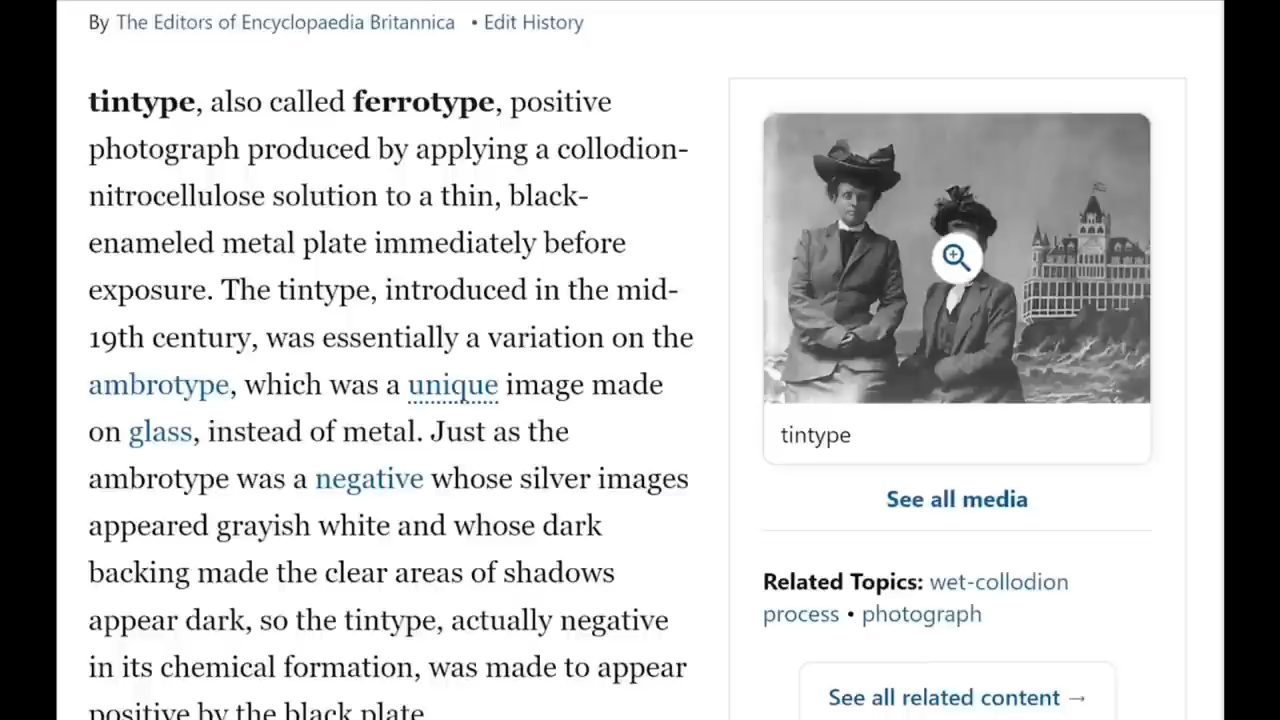 By The Editors of Encyclopaedia Britannica • Edit History
tintype, also called ferrotype, positive
photograph produced by applying a collodion-
nitrocellulose solution to a thin, black-
enameled metal plate immediately before
exposure. The tintype, introduced in the mid-
19th century, was essentially a variation on the
ambrotype, which was a unique image made
on glass, instead of metal. Just as the
ambrotype was a negative whose silver images
appeared grayish white and whose dark
backing made the clear areas of shadows
appear dark, so the tintype, actually negative
in its chemical formation, was made to appear
positive by the black plate.
tintype
See all media
Related Topics: wet-collodion
process • photograph
See all related content →